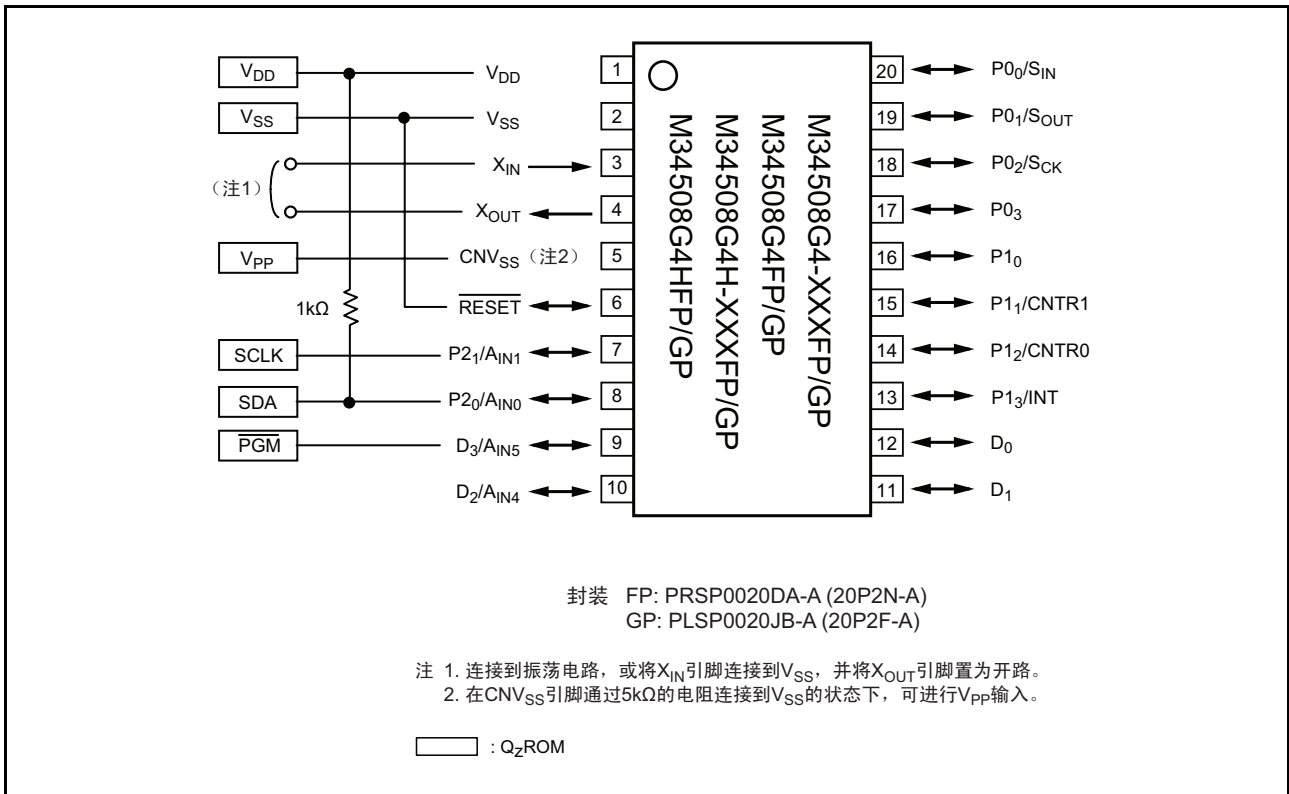 V_DD V_DD 1 20 P0_0/S_IN
V_SS V_SS 2 19 P0_1/S_OUT
X_IN 3 18 P0_2/S_CK
（注1）
X_OUT 4 17 P0_3
V_PP CNV_SS（注2） 5 16 P1_0
1kΩ RESET 6 15 P1_1/CNTR1
SCLK P2_1/A_IN1 7 14 P1_2/CNTR0
SDA P2_0/A_IN0 8 13 P1_3/INT
PGM D_3/A_IN5 9 12 D_0
D_2/A_IN4 10 11 D_1
M34508G4-XXXFP/GP
M34508G4FP/GP
M34508G4H-XXXFP/GP
M34508G4HFP/GP
封装 FP: PRSP0020DA-A (20P2N-A)
GP: PLSP0020JB-A (20P2F-A)
注 1. 连接到振荡电路，或将X_IN引脚连接到V_SS，并将X_OUT引脚置为开路。
2. 在CNV_SS引脚通过5kΩ的电阻连接到V_SS的状态下，可进行V_PP输入。
: Q_ZROM